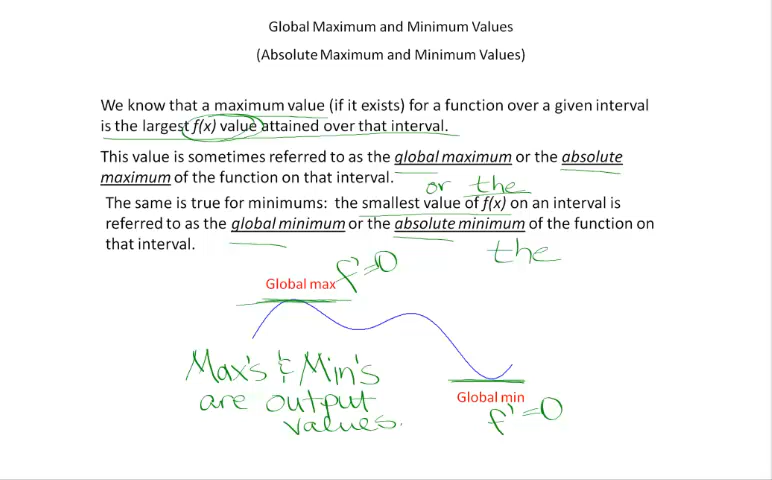 Global Maximum and Minimum Values
(Absolute Maximum and Minimum Values)
We know that a maximum value (if it exists) for a function over a given interval
is the largest f(x) value attained over that interval.
This value is sometimes referred to as the global maximum or the absolute
maximum of the function on that interval.
or the
The same is true for minimums: the smallest value of f(x) on an interval is
referred to as the global minimum or the absolute minimum of the function on
that interval.
the
Global max f'=0
Max's & Min's
are output
values.
Global min
f'=0